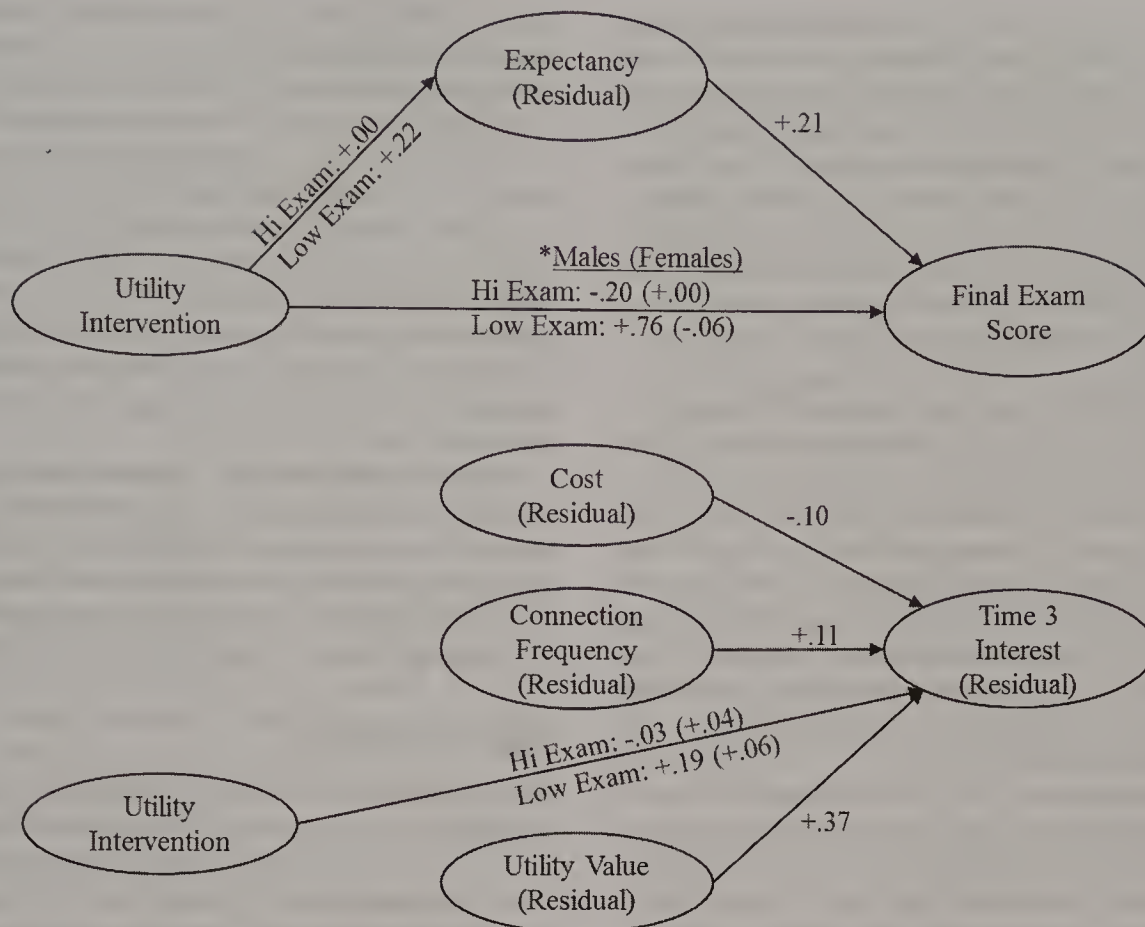 Expectancy
(Residual)
Hi Exam: +.00
Low Exam: +.22
+.21
*Males (Females)
Utility
Intervention
Hi Exam: -.20 (+.00)
Low Exam: +.76 (-.06)
Final Exam
Score
Cost
(Residual)
-.10
Connection
Frequency
(Residual)
+.11
Time 3
Interest
(Residual)
Hi Exam: -.03 (+.04)
Low Exam: +.19 (+.06)
Utility
Intervention
+.37
Utility Value
(Residual)